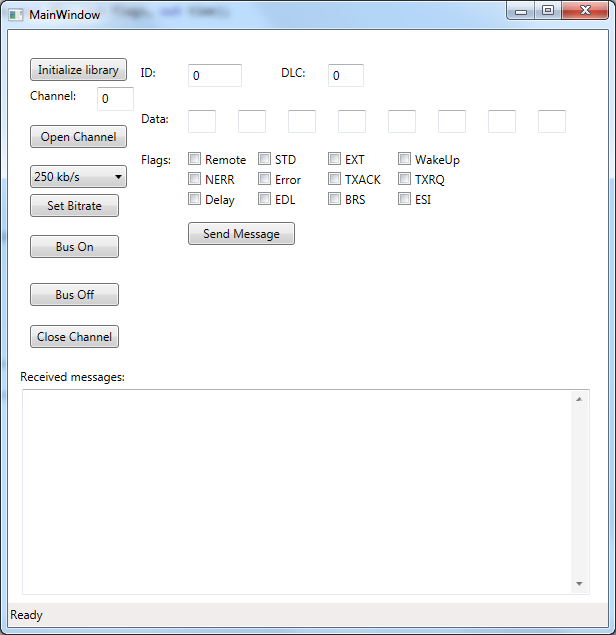 MainWindow
Initialize library
ID: 0 DLC: 0
Channel: 0
Data:
Open Channel
Flags: Remote STD EXT WakeUp
250 kb/s NERR Error TXACK TXRQ
Set Bitrate Delay EDL BRS ESI
Send Message
Bus On
Bus Off
Close Channel
Received messages:
Ready